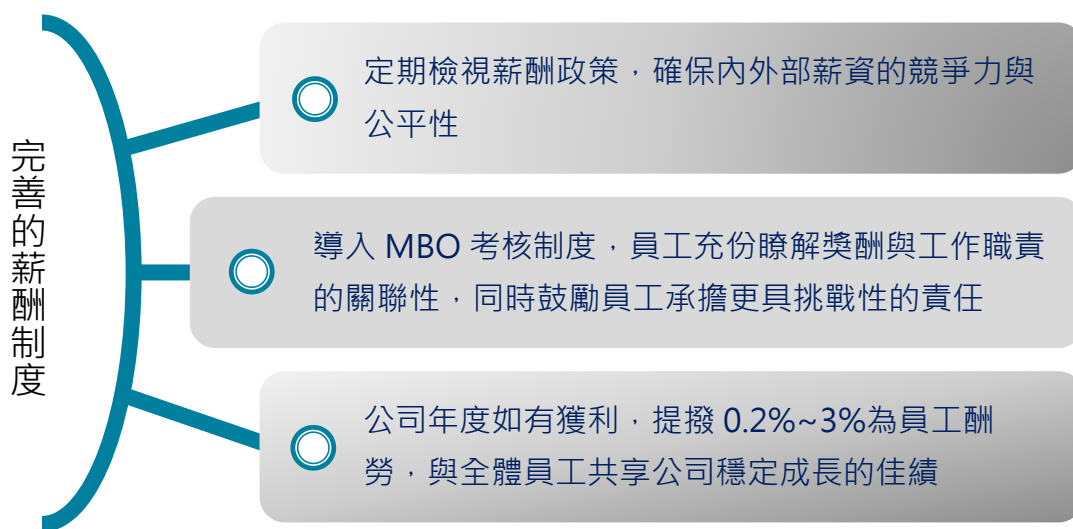 完善的薪酬制度
定期檢視薪酬政策，確保內外部薪資的競爭力與
公平性
導入 MBO 考核制度，員工充份瞭解獎酬與工作職責
的關聯性，同時鼓勵員工承擔更具挑戰性的責任
公司年度如有獲利，提撥 0.2%~3%為員工酬
勞，與全體員工共享公司穩定成長的佳績